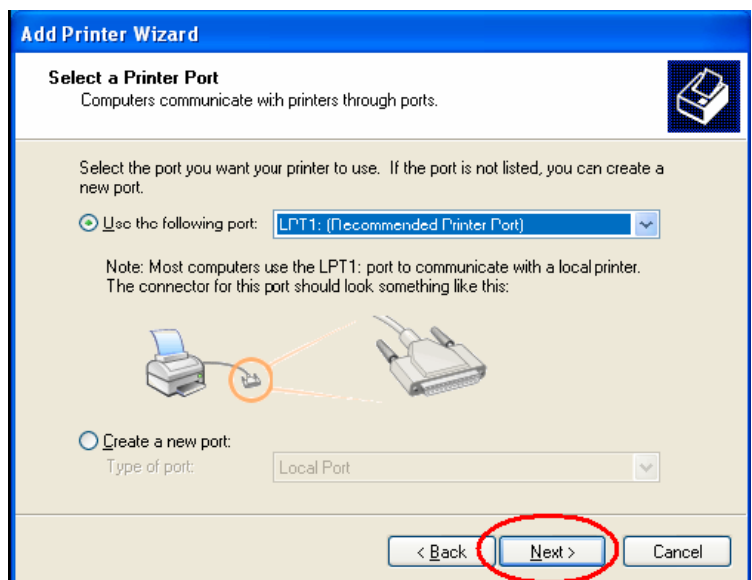 Add Printer Wizard
Select a Printer Port
Computers communicate with printers through ports.
Select the port you want your printer to use. If the port is not listed, you can create a
new port.
Use the following port: LPT1: (Recommended Printer Port)
Note: Most computers use the LPT1: port to communicate with a local printer.
The connector for this port should look something like this:
Create a new port:
Type of port: Local Port
< Back Next > Cancel